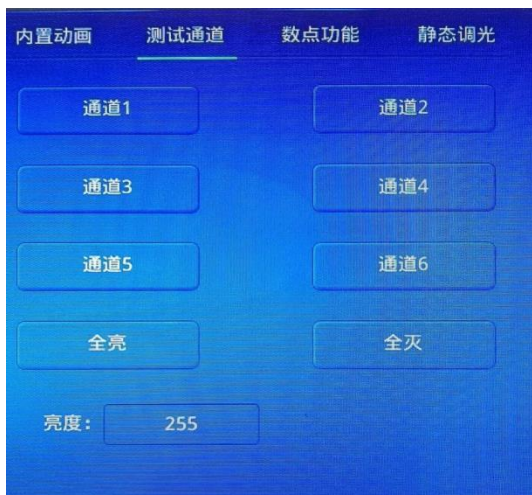 内置动画 测试通道 数点功能 静态调光
通道1 通道2
通道3 通道4
通道5 通道6
全亮 全灭
亮度： 255